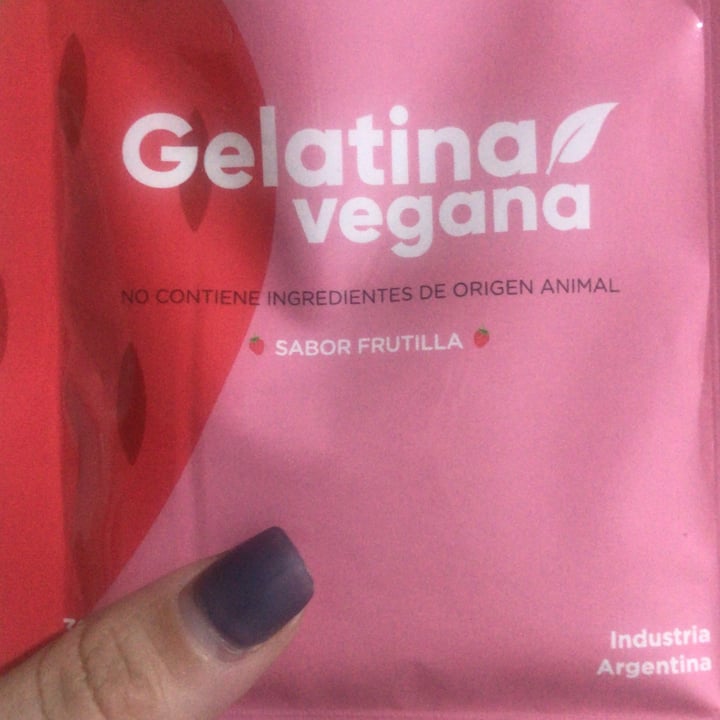 Gelatina
vegana
NO CONTIENE INGREDIENTES DE ORIGEN ANIMAL
SABOR FRUTILLA
Industria
Argentina